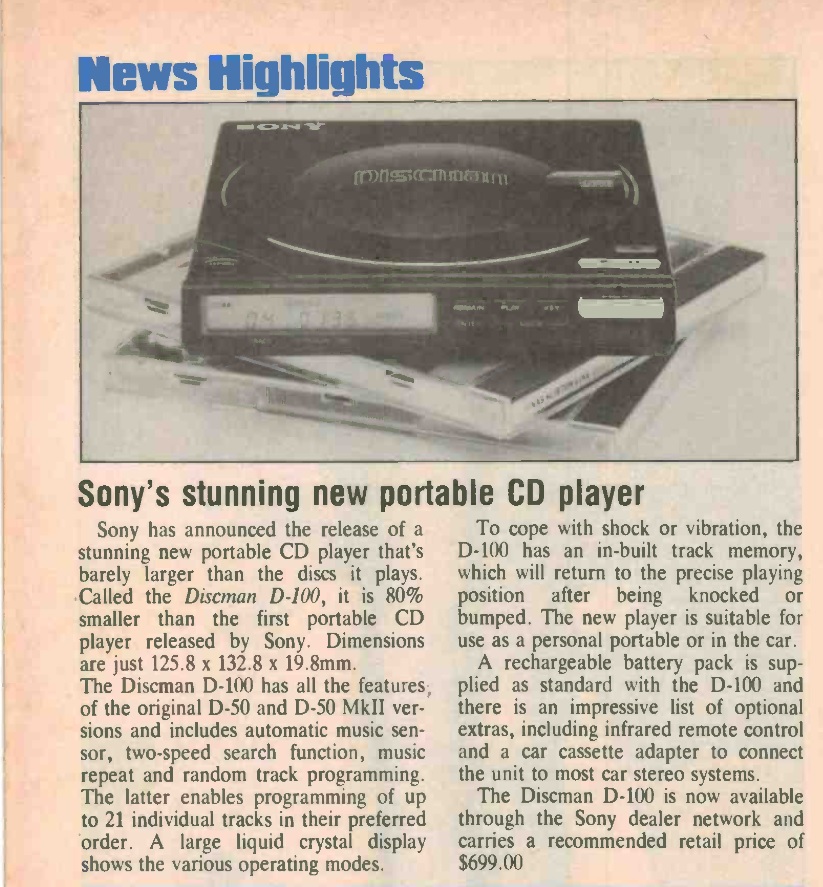 News Highlights
SONY
DISCMAN
Sony's stunning new portable CD player
Sony has announced the release of a
stunning new portable CD player that's
barely larger than the discs it plays.
Called the Discman D-100, it is 80%
smaller than the first portable CD
player released by Sony. Dimensions
are just 125.8 x 132.8 x 19.8mm.
The Discman D-100 has all the features
of the original D-50 and D-50 MkII ver-
sions and includes automatic music sen-
sor, two-speed search function, music
repeat and random track programming.
The latter enables programming of up
to 21 individual tracks in their preferred
order. A large liquid crystal display
shows the various operating modes.
To cope with shock or vibration, the
D-100 has an in-built track memory,
which will return to the precise playing
position after being knocked or
bumped. The new player is suitable for
use as a personal portable or in the car.
A rechargeable battery pack is sup-
plied as standard with the D-100 and
there is an impressive list of optional
extras, including infrared remote control
and a car cassette adapter to connect
the unit to most car stereo systems.
The Discman D-100 is now available
through the Sony dealer network and
carries a recommended retail price of
$699.00